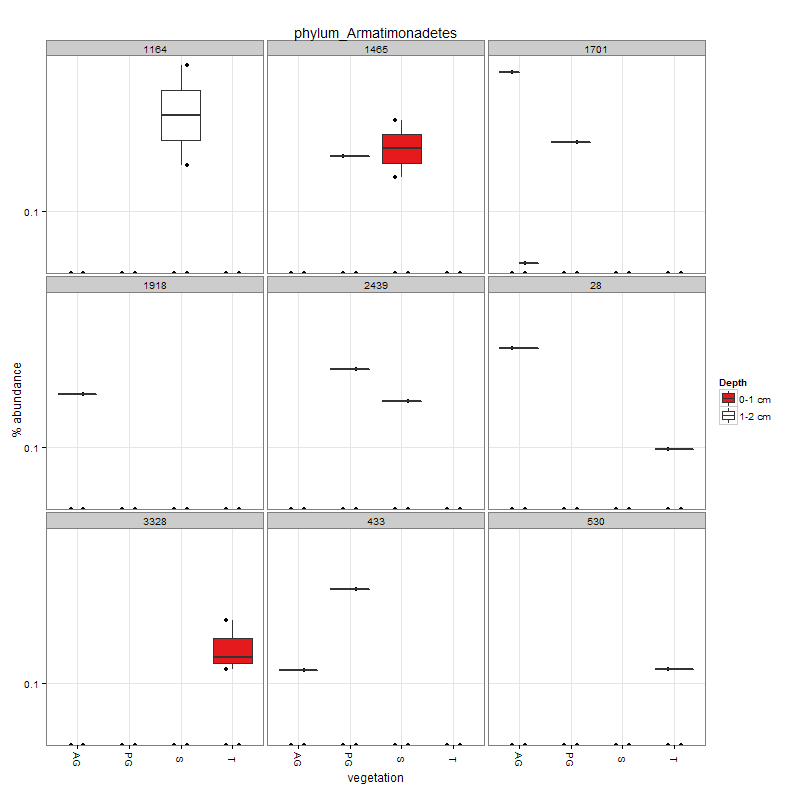 phylum_Armatimonadetes
1164 1465 1701
0.1
1918 2439 28
0.1
3328 433 530
0.1
AG PG S T AG PG S T AG PG S T
vegetation
% abundance
Depth
0-1 cm
1-2 cm